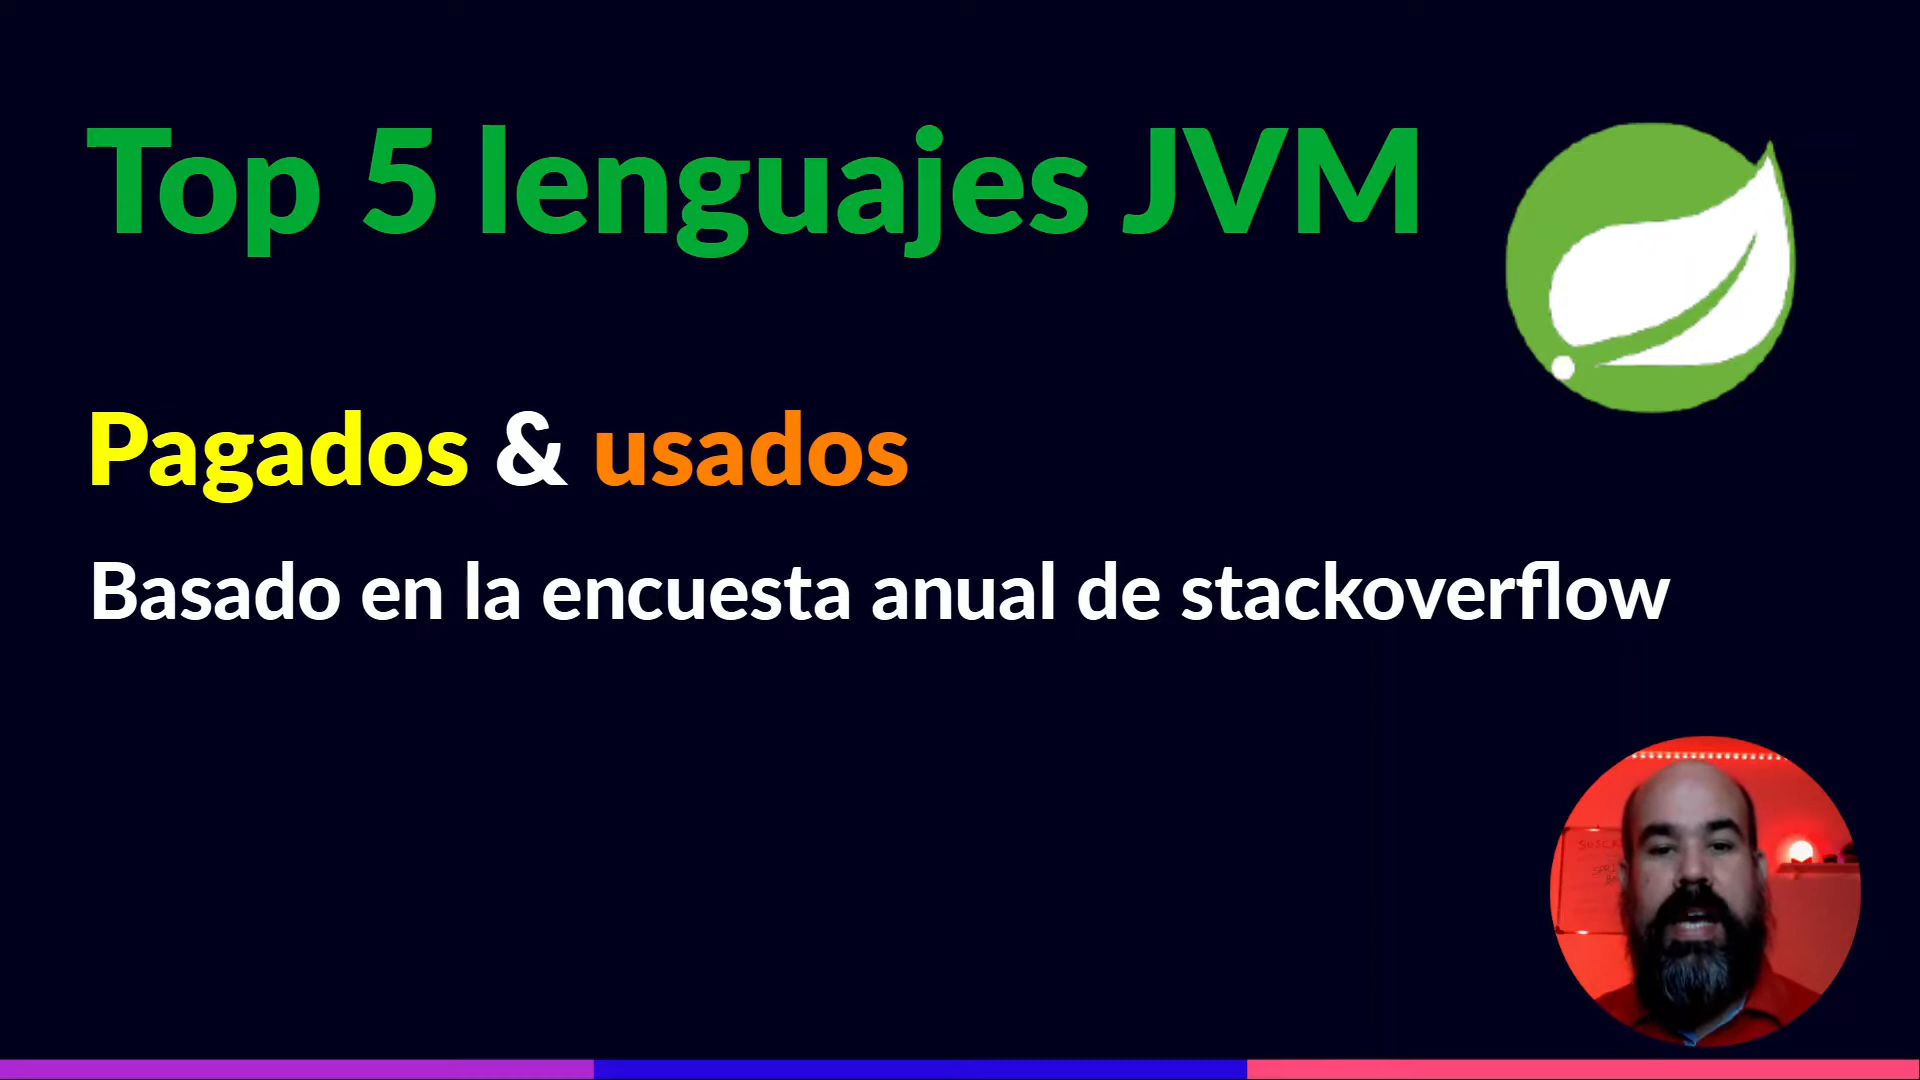 Top 5 lenguajes JVM
Pagados & usados
Basado en la encuesta anual de stackoverflow